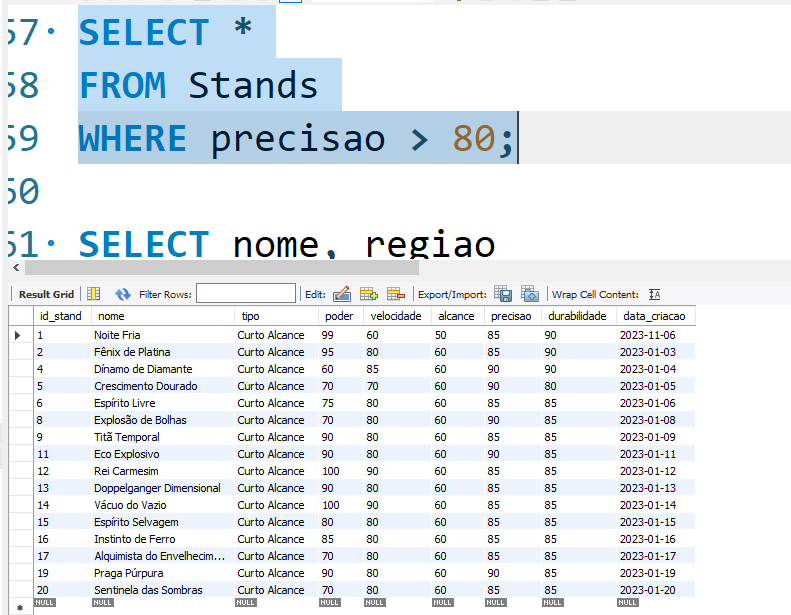 57 SELECT *
58 FROM Stands
59 WHERE precisao > 80;
60
61 SELECT nome, regiao
Result Grid Filter Rows: Edit: Export/Import: Wrap Cell Content: IA
id_stand nome tipo poder velocidade alcance precisao durabilidade data_criacao
1 Noite Fria Curto Alcance 99 60 50 85 90 2023-11-06
2 Fênix de Platina Curto Alcance 95 80 60 85 90 2023-01-03
4 Dínamo de Diamante Curto Alcance 60 85 60 90 90 2023-01-04
5 Crescimento Dourado Curto Alcance 70 70 60 90 80 2023-01-05
6 Espírito Livre Curto Alcance 75 80 60 85 85 2023-01-06
8 Explosão de Bolhas Curto Alcance 70 80 60 90 85 2023-01-08
9 Titã Temporal Curto Alcance 90 80 60 85 85 2023-01-09
11 Eco Explosivo Curto Alcance 90 80 60 90 85 2023-01-11
12 Rei Carmesim Curto Alcance 100 90 60 85 85 2023-01-12
13 Doppelganger Dimensional Curto Alcance 90 80 60 85 85 2023-01-13
14 Vácuo do Vazio Curto Alcance 100 90 60 85 85 2023-01-14
15 Espírito Selvagem Curto Alcance 80 80 60 85 85 2023-01-15
16 Instinto de Ferro Curto Alcance 85 80 60 85 85 2023-01-16
17 Alquimista do Envelhecim... Curto Alcance 70 80 60 85 85 2023-01-17
19 Praga Púrpura Curto Alcance 90 80 60 90 85 2023-01-19
20 Sentinela das Sombras Curto Alcance 70 80 60 85 85 2023-01-20
NULL NULL NULL NULL NULL NULL NULL NULL NULL